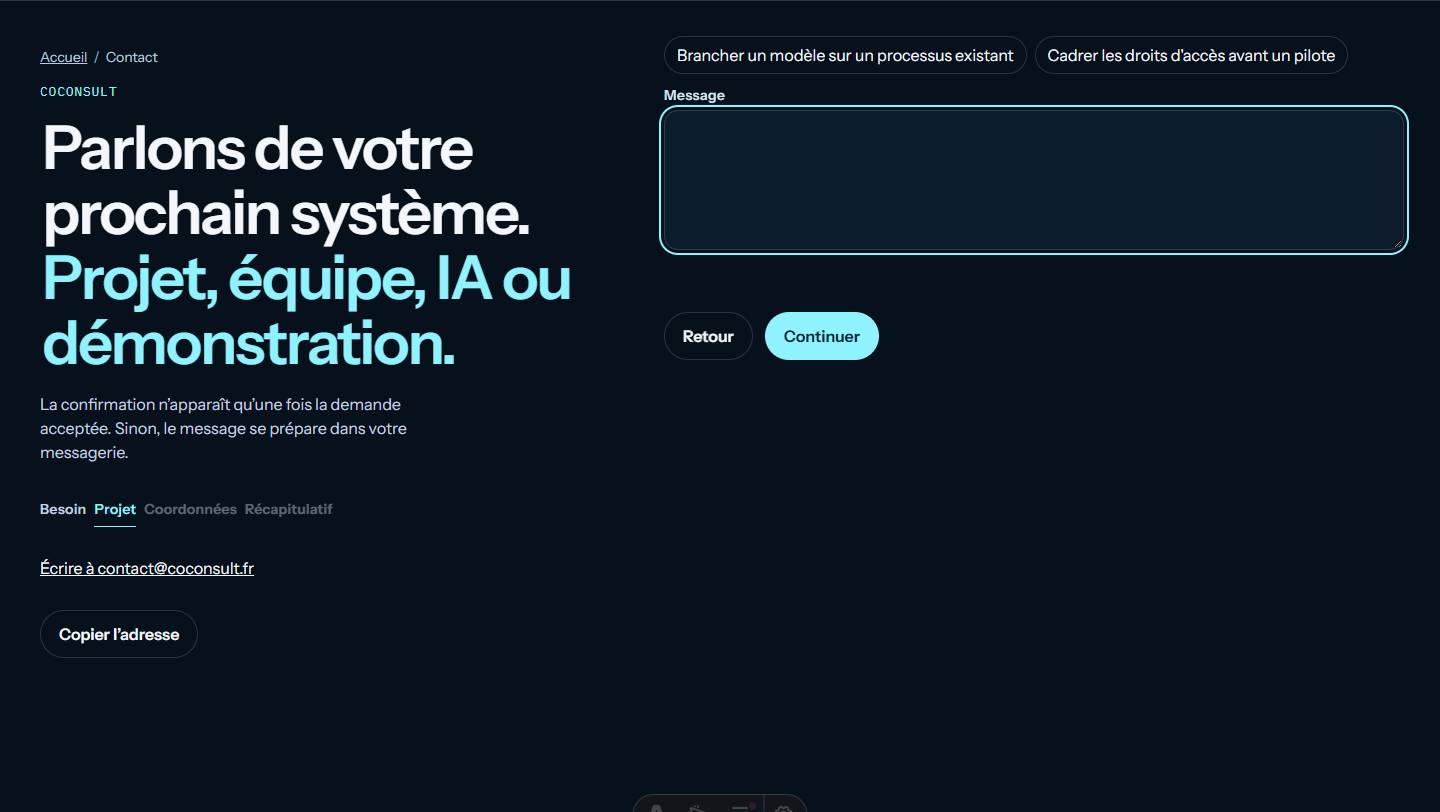 Accueil / Contact
COCONSULT
Parlons de votre
prochain système.
Projet, équipe, IA ou
démonstration.
La confirmation n’apparaît qu’une fois la demande
acceptée. Sinon, le message se prépare dans votre
messagerie.
Besoin Projet Coordonnées Récapitulatif
Écrire à contact@coconsult.fr
Copier l’adresse
Brancher un modèle sur un processus existant
Cadrer les droits d’accès avant un pilote
Message
Retour
Continuer